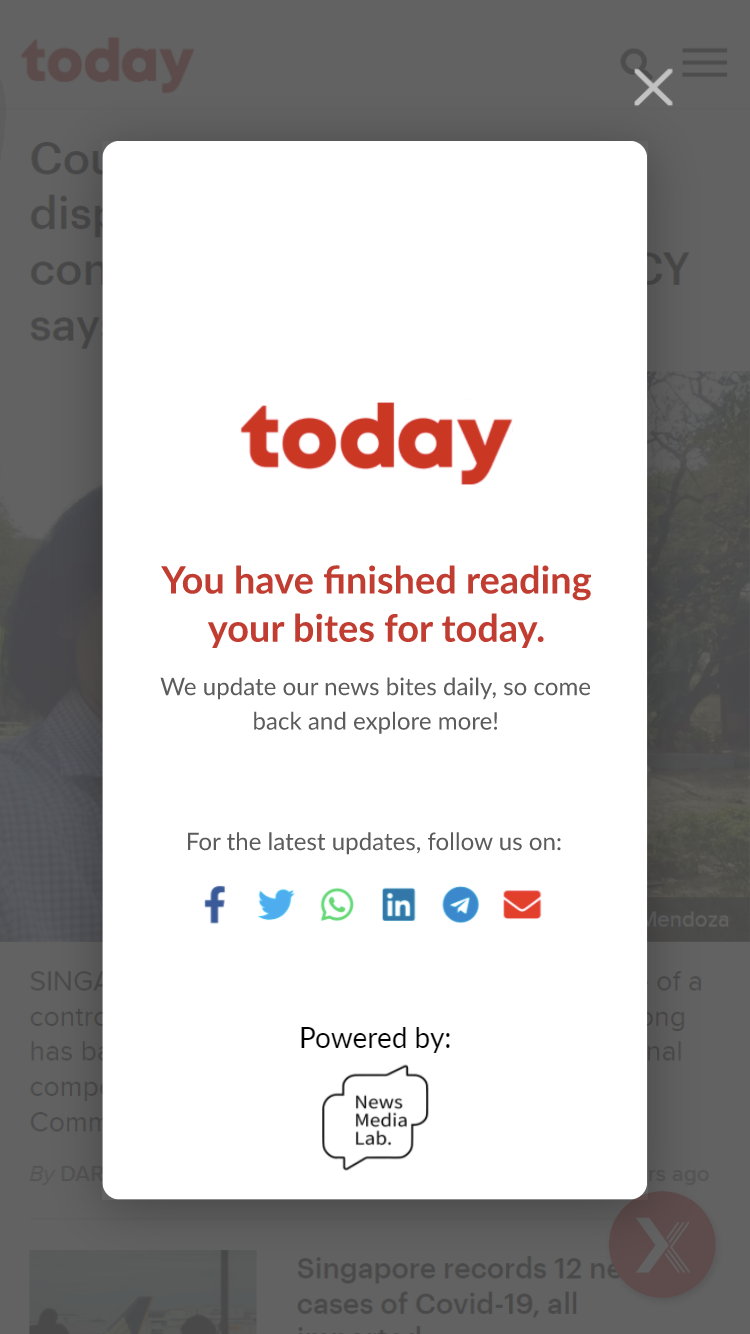 today
Cou
disp
con CY
say
today
You have finished reading
your bites for today.
We update our news bites daily, so come
back and explore more!
For the latest updates, follow us on:
Mendoza
SINGA of a
contro ong
has ba nal
compe
Comm
Powered by:
News
Media
Lab.
By DAR rs ago
Singapore records 12 ne
cases of Covid-19, all
imported